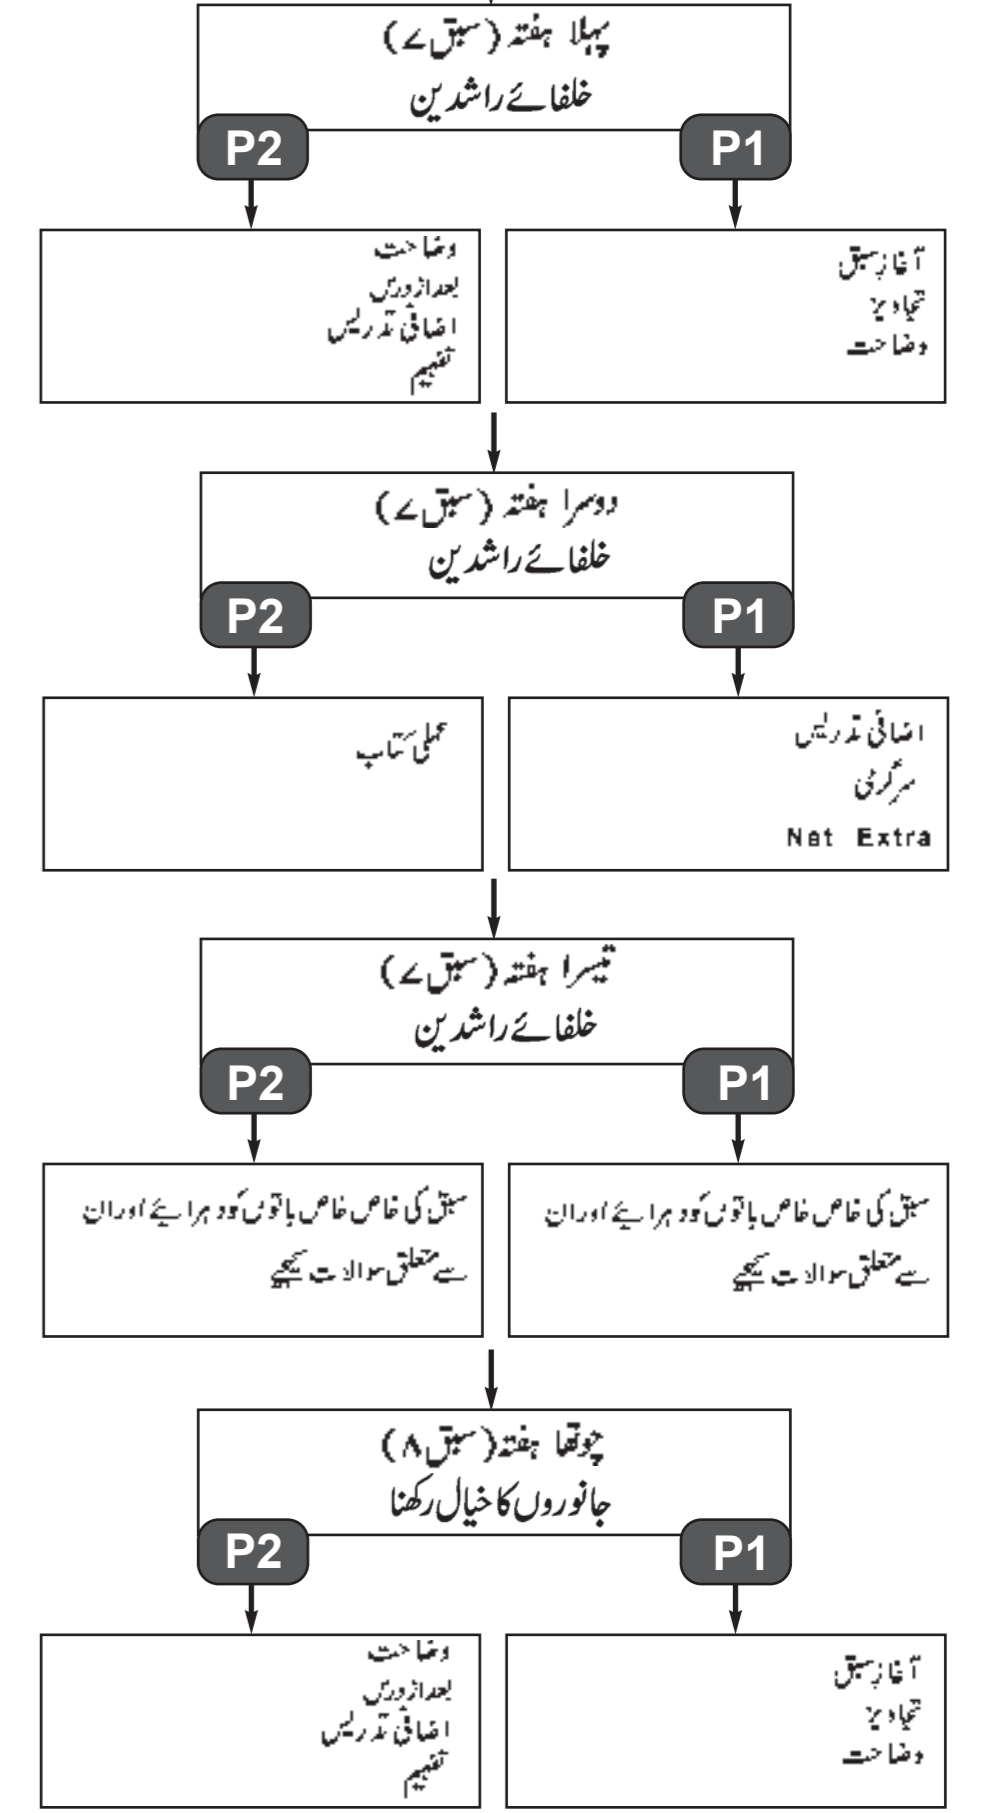 پہلا ہفتہ (سبق ۷)
خلفائے راشدین
P1
P2
آغازِ سبق
تجاویز
وضاحت
وضاحت
بعد از درس
اضافی تدریس
تفہیم
دوسرا ہفتہ (سبق ۷)
خلفائے راشدین
P1
P2
اضافی تدریس
سرگرمی
Net Extra
عملی کتاب
تیسرا ہفتہ (سبق ۷)
خلفائے راشدین
P1
P2
سبق کی خاص خاص باتوں کو دہرائیے اور ان
سے متعلق سوالات کیجیے
سبق کی خاص خاص باتوں کو دہرائیے اور ان
سے متعلق سوالات کیجیے
چوتھا ہفتہ (سبق ۸)
جانوروں کا خیال رکھنا
P1
P2
آغازِ سبق
تجاویز
وضاحت
وضاحت
بعد از درس
اضافی تدریس
تفہیم